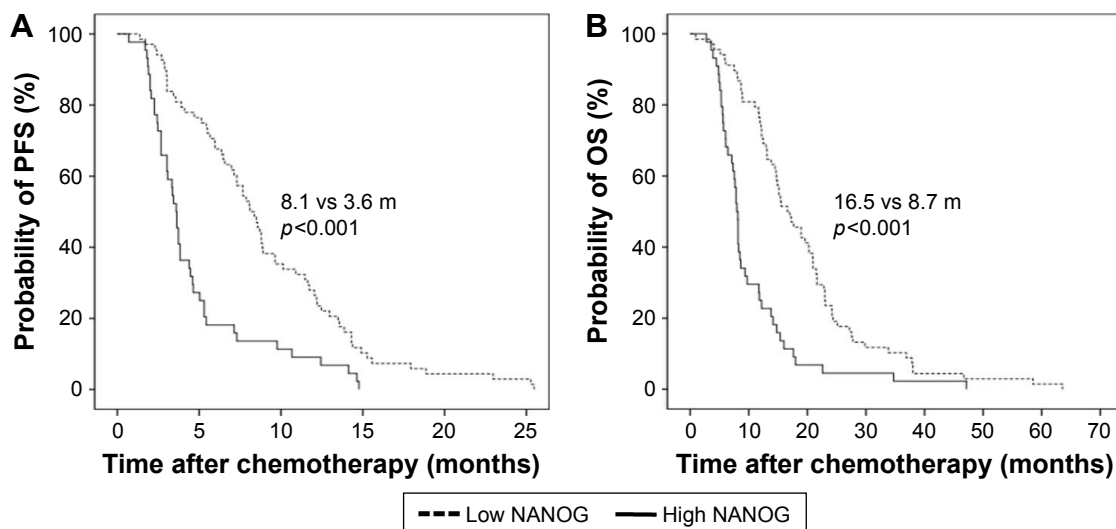 A
Probability of PFS (%)
100
80
60
40
20
0
8.1 vs 3.6 m
p<0.001
0 5 10 15 20 25
Time after chemotherapy (months)
B
Probability of OS (%)
100
80
60
40
20
0
16.5 vs 8.7 m
p<0.001
0 10 20 30 40 50 60 70
Time after chemotherapy (months)
Low NANOG High NANOG